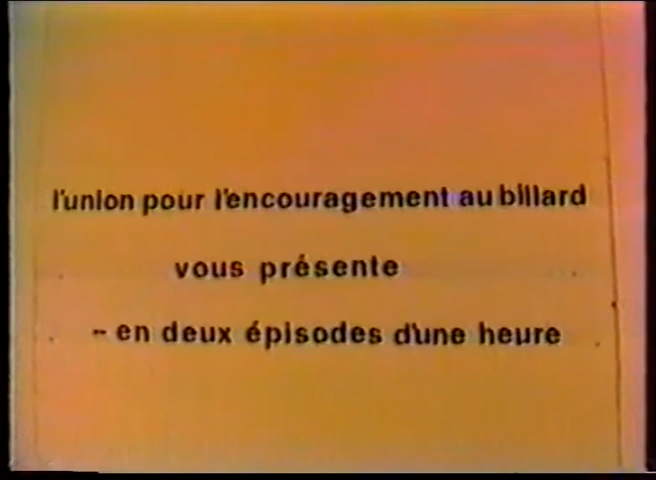 l'union pour l'encouragement au billard
vous présente
- en deux épisodes d'une heure